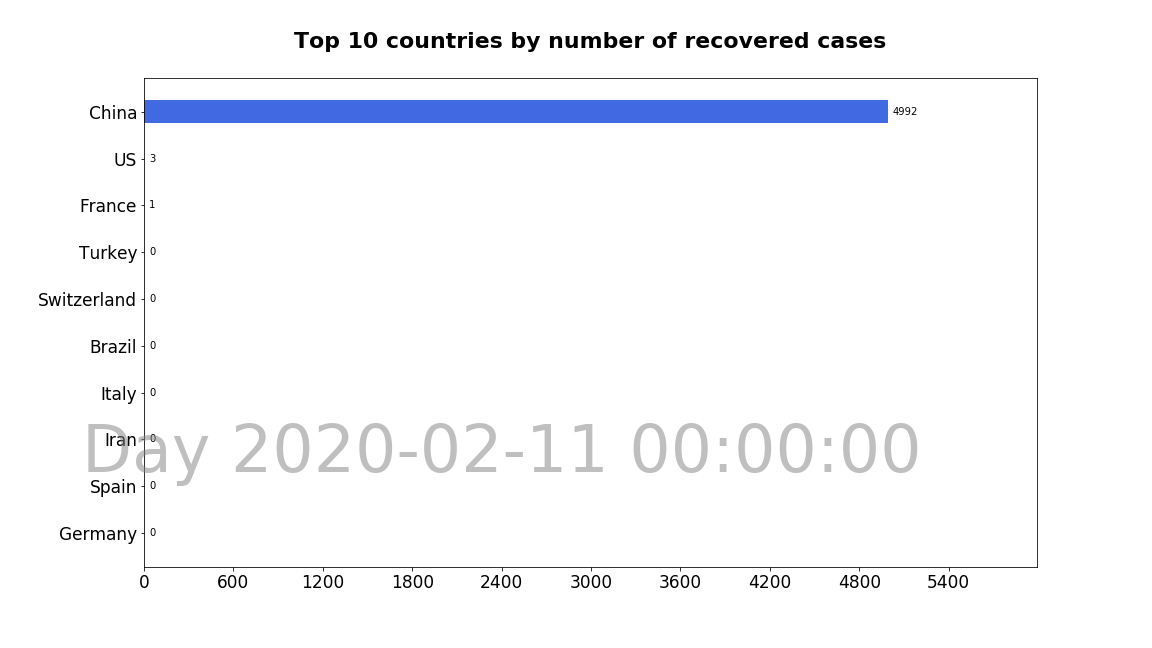 Top 10 countries by number of recovered cases
China 4992
US 3
France 1
Turkey 0
Switzerland 0
Brazil 0
Italy 0
Iran 0
Day 2020-02-11 00:00:00
Spain 0
Germany 0
0 600 1200 1800 2400 3000 3600 4200 4800 5400